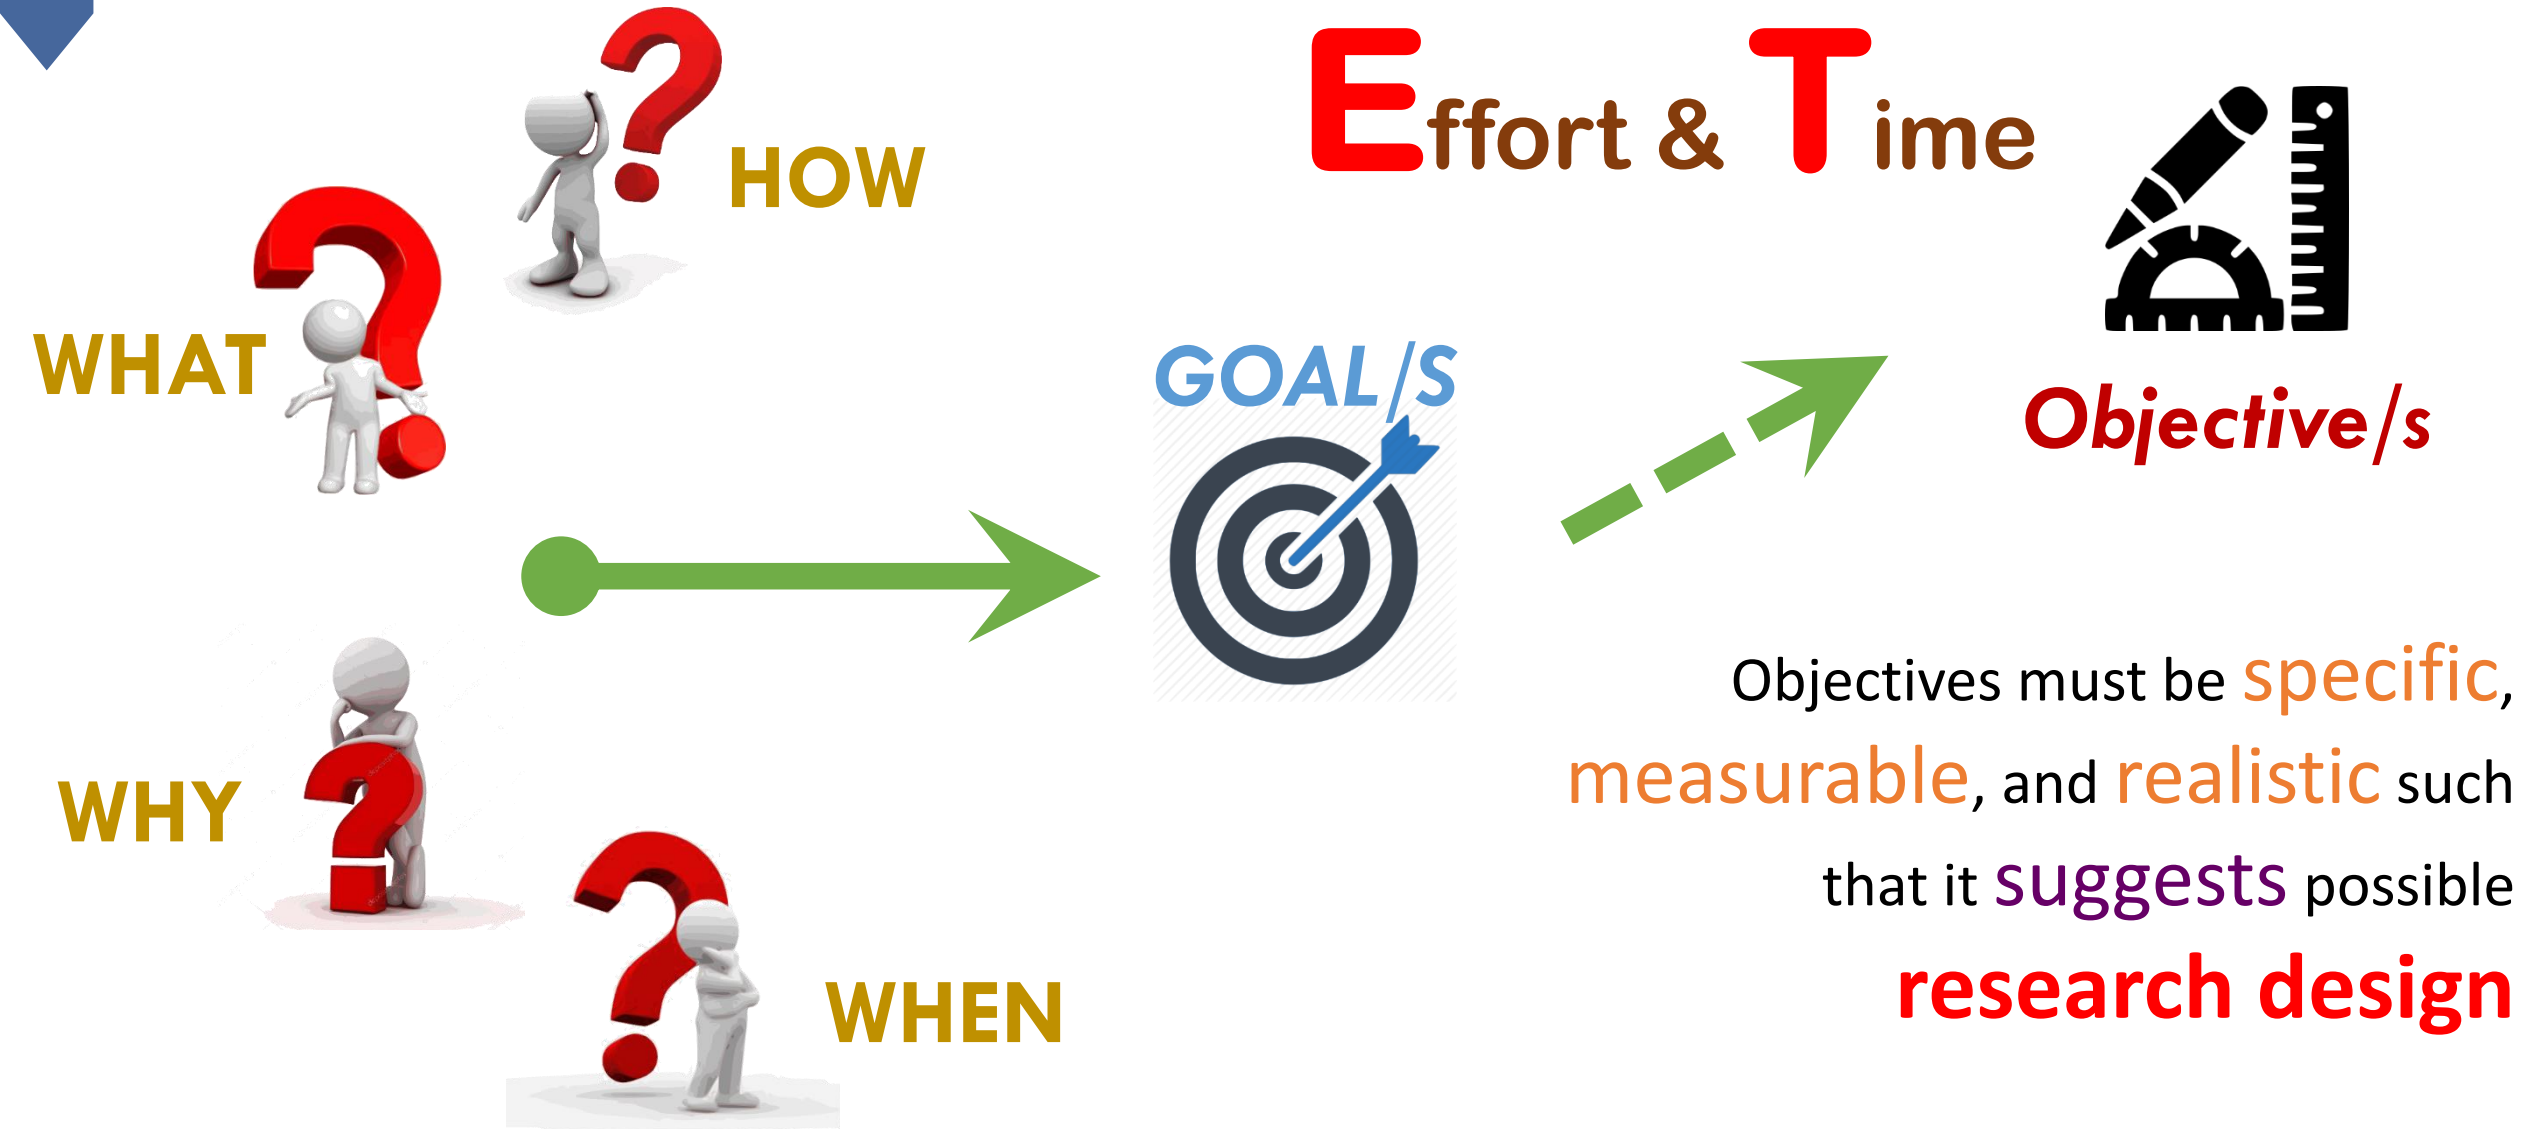 HOW
WHAT
WHY
WHEN
GOAL/S
Effort & Time
Objective/s
Objectives must be specific,
measurable, and realistic such
that it suggests possible
research design